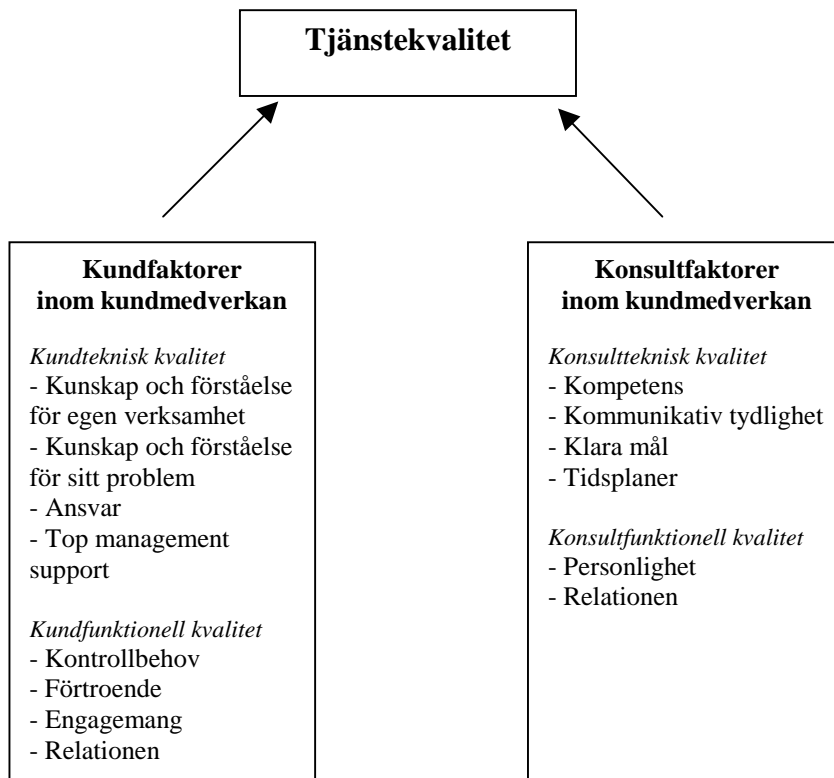 Tjänstekvalitet
Kundfaktorer
inom kundmedverkan
Kundteknisk kvalitet
- Kunskap och förståelse
för egen verksamhet
- Kunskap och förståelse
för sitt problem
- Ansvar
- Top management
support
Kundfunktionell kvalitet
- Kontrollbehov
- Förtroende
- Engagemang
- Relationen
Konsultfaktorer
inom kundmedverkan
Konsultteknisk kvalitet
- Kompetens
- Kommunikativ tydlighet
- Klara mål
- Tidsplaner
Konsultfunktionell kvalitet
- Personlighet
- Relationen